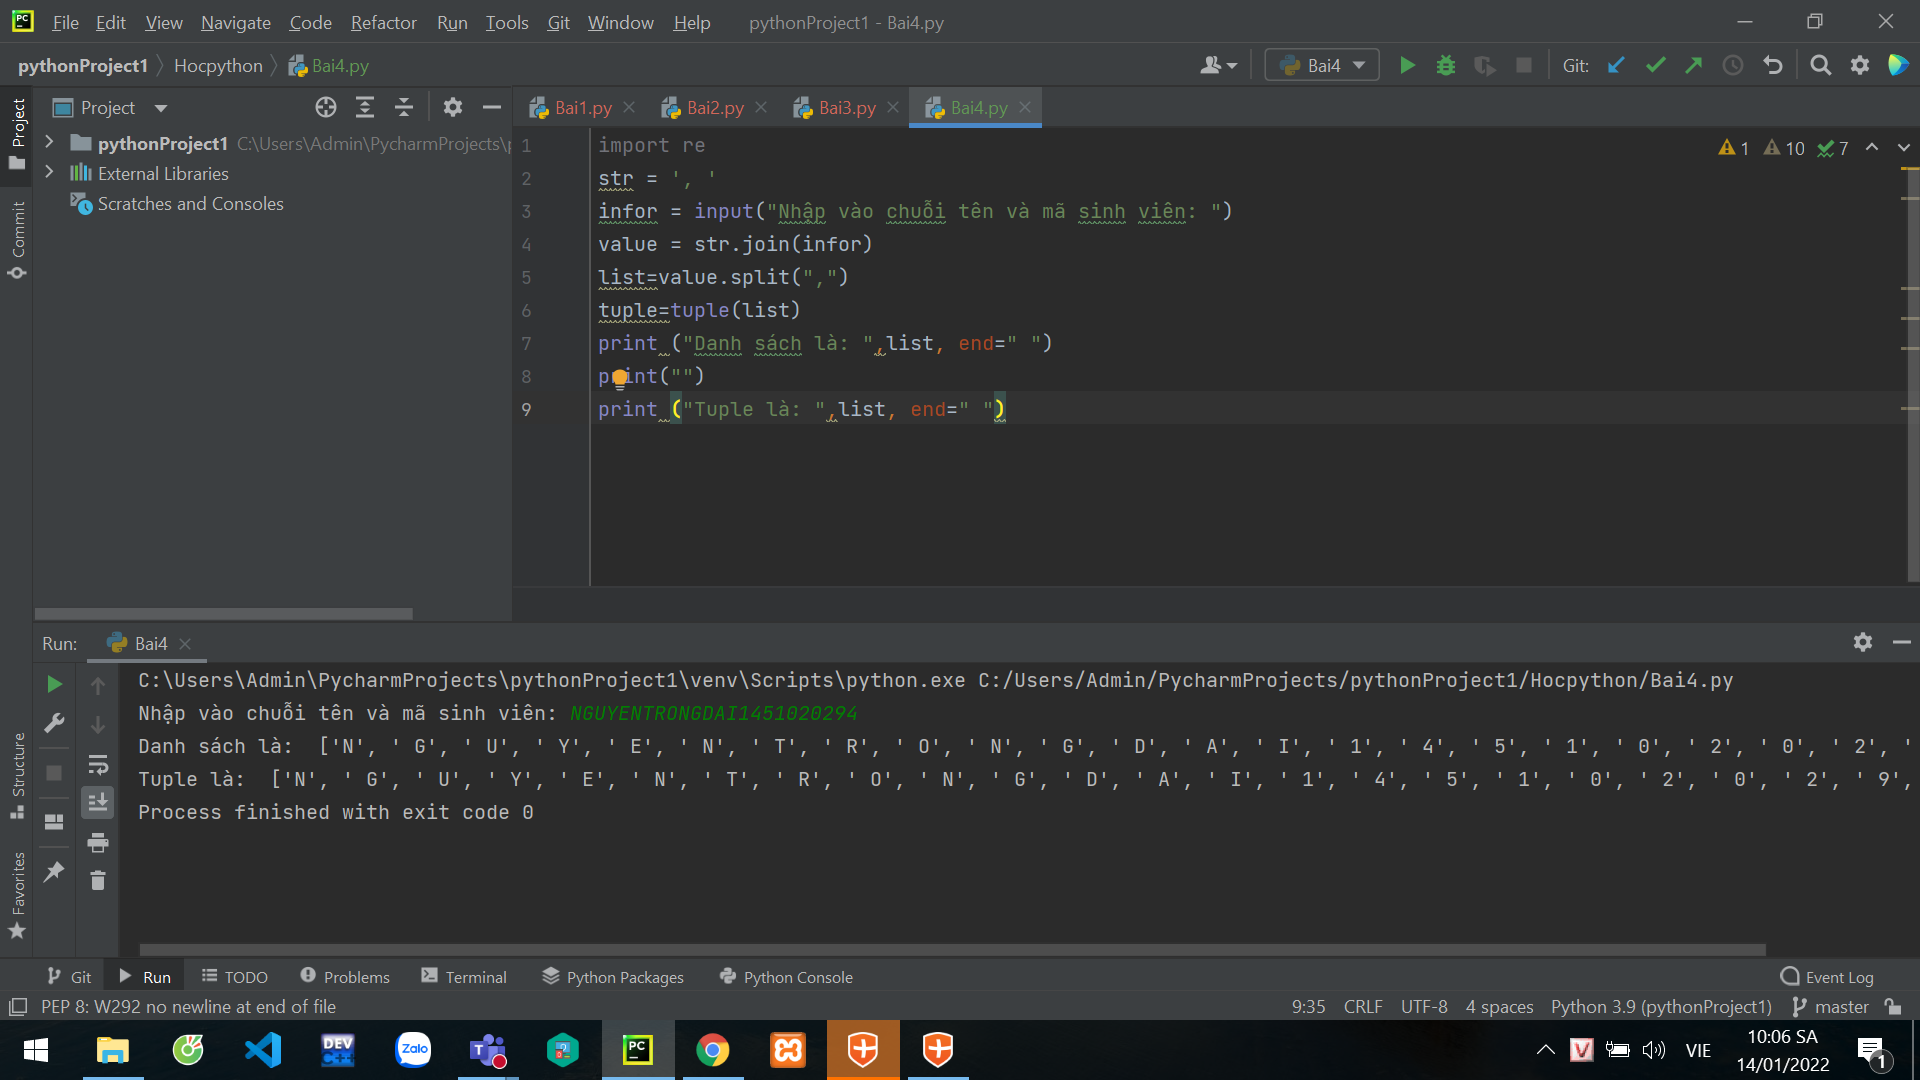 PC File Edit View Navigate Code Refactor Run Tools Git Window Help pythonProject1 - Bai4.py
pythonProject1 Hocpython Bai4.py Bai4 Git:
Project
Bai1.py Bai2.py Bai3.py Bai4.py
pythonProject1 C:\Users\Admin\PycharmProjects\
External Libraries
Scratches and Consoles
Project
Commit
Structure
Favorites
1 10 7
1 import re
2 str = ', '
3 infor = input("Nhập vào chuỗi tên và mã sinh viên: ")
4 value = str.join(infor)
5 list=value.split(",")
6 tuple=tuple(list)
7 print ("Danh sách là: ",list, end=" ")
8 print("")
9 print ("Tuple là: ",list, end=" ")
Run: Bai4
C:\Users\Admin\PycharmProjects\pythonProject1\venv\Scripts\python.exe C:/Users/Admin/PycharmProjects/pythonProject1/Hocpython/Bai4.py
Nhập vào chuỗi tên và mã sinh viên: NGUYENTRONGDAI1451020294
Danh sách là:  ['N', ' G', ' U', ' Y', ' E', ' N', ' T', ' R', ' O', ' N', ' G', ' D', ' A', ' I', ' 1', ' 4', ' 5', ' 1', ' 0', ' 2', ' 0', ' 2', '
Tuple là:  ['N', ' G', ' U', ' Y', ' E', ' N', ' T', ' R', ' O', ' N', ' G', ' D', ' A', ' I', ' 1', ' 4', ' 5', ' 1', ' 0', ' 2', ' 0', ' 2', ' 9',
Process finished with exit code 0
Git Run TODO Problems Terminal Python Packages Python Console Event Log
PEP 8: W292 no newline at end of file 9:35 CRLF UTF-8 4 spaces Python 3.9 (pythonProject1) master
DEV C++ Zalo T PC V VIE 10:06 SA
14/01/2022 1